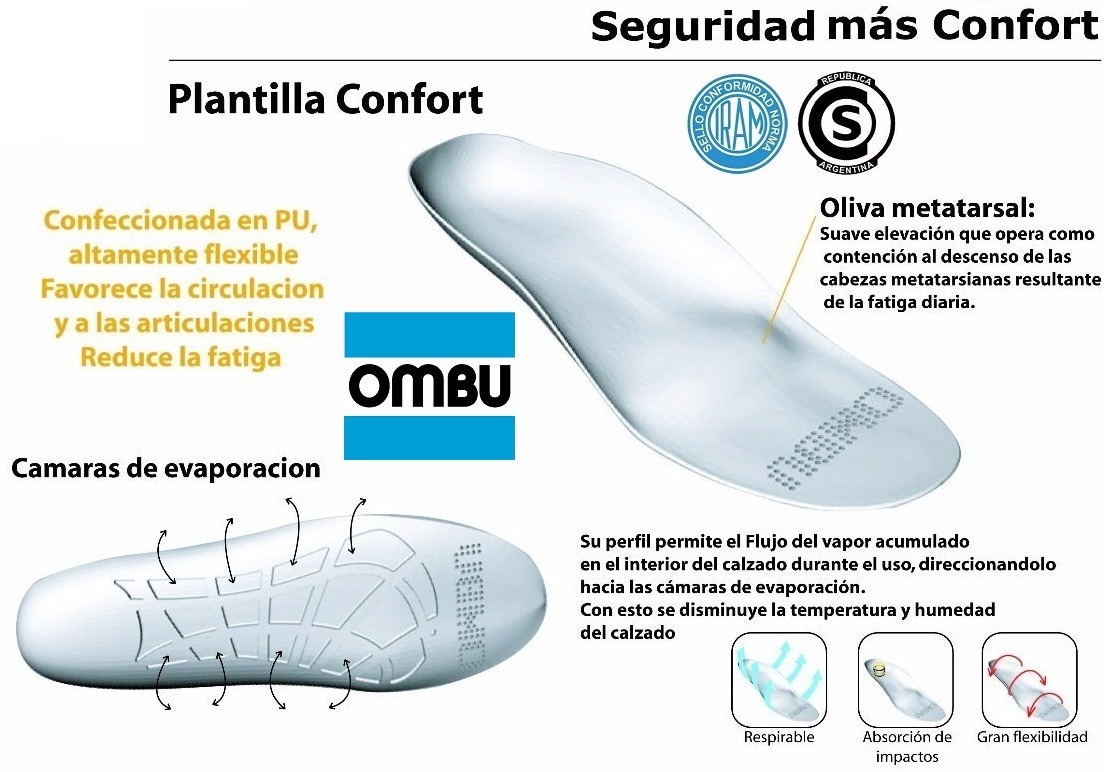 Seguridad más Confort
Plantilla Confort
SELLO CONFORMIDAD NORMA
IRAM
REPUBLICA
S
ARGENTINA
Oliva metatarsal:
Suave elevación que opera como
contención al descenso de las
cabezas metatarsianas resultante
de la fatiga diaria.
Confeccionada en PU,
altamente flexible
Favorece la circulacion
y a las articulaciones
Reduce la fatiga
OMBU
Camaras de evaporacion
Su perfil permite el Flujo del vapor acumulado
en el interior del calzado durante el uso, direccionandolo
hacia las cámaras de evaporación.
Con esto se disminuye la temperatura y humedad
del calzado
Respirable
Absorción de
impactos
Gran flexibilidad